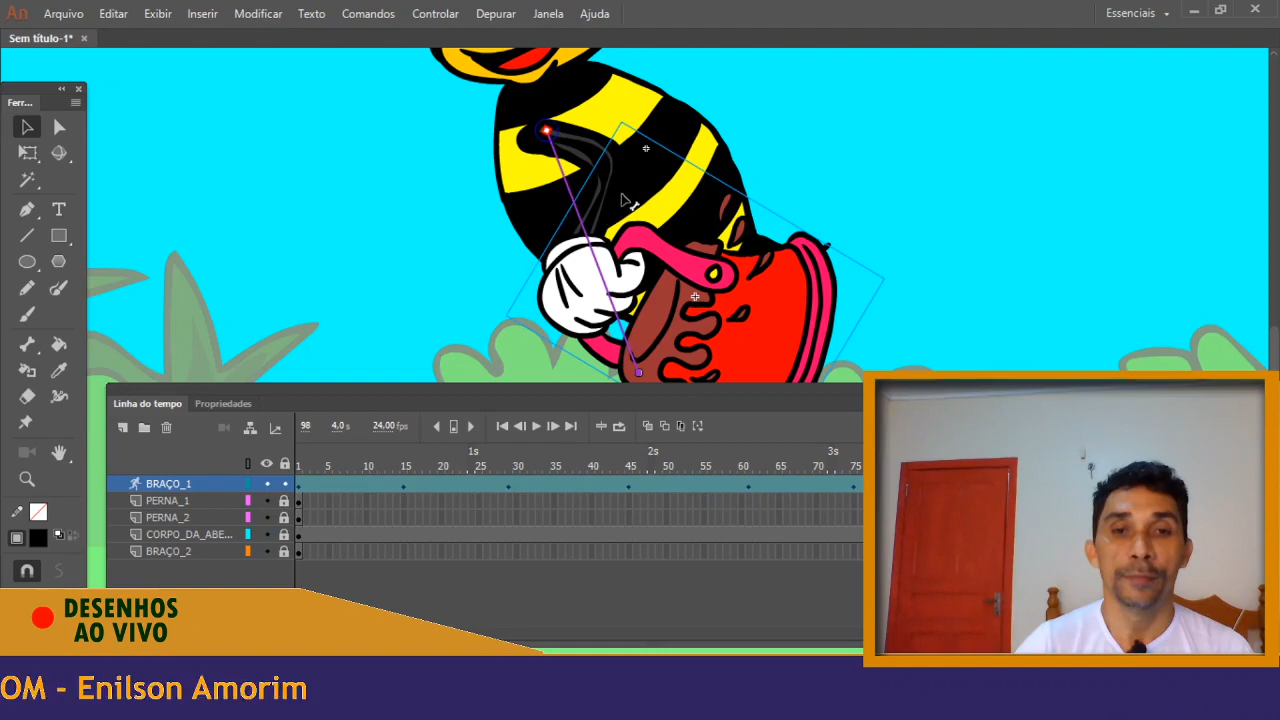 An Arquivo Editar Exibir Inserir Modificar Texto Comandos Controlar Depurar Janela Ajuda Essenciais
Sem título-1*
Ferr...
T
Linha do tempo Propriedades
98 4,0 s 24,00 fps
1s 2s 3s
1 5 10 15 20 25 30 35 40 45 50 55 60 65 70 75
BRAÇO_1
PERNA_1
PERNA_2
CORPO_DA_ABE...
BRAÇO_2
DESENHOS
AO VIVO
OM - Enilson Amorim